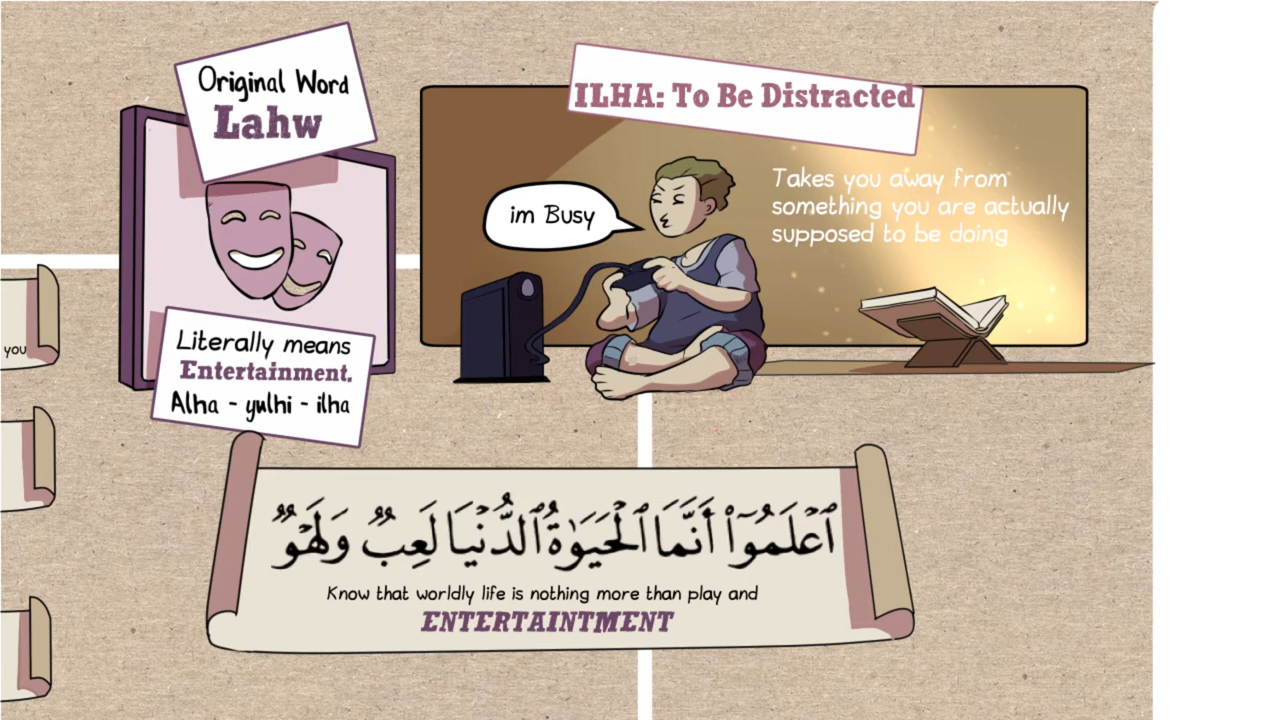 Original Word
Lahw
Literally means
Entertainment.
Alha - yulhi - ilha
ILHA: To Be Distracted
im Busy
Takes you away from
something you are actually
supposed to be doing
you
ٱعْلَمُوٓا۟ أَنَّمَا ٱلْحَيَوٰةُ ٱلدُّنْيَا لَعِبٌ وَلَهْوٌ
Know that worldly life is nothing more than play and
ENTERTAINTMENT